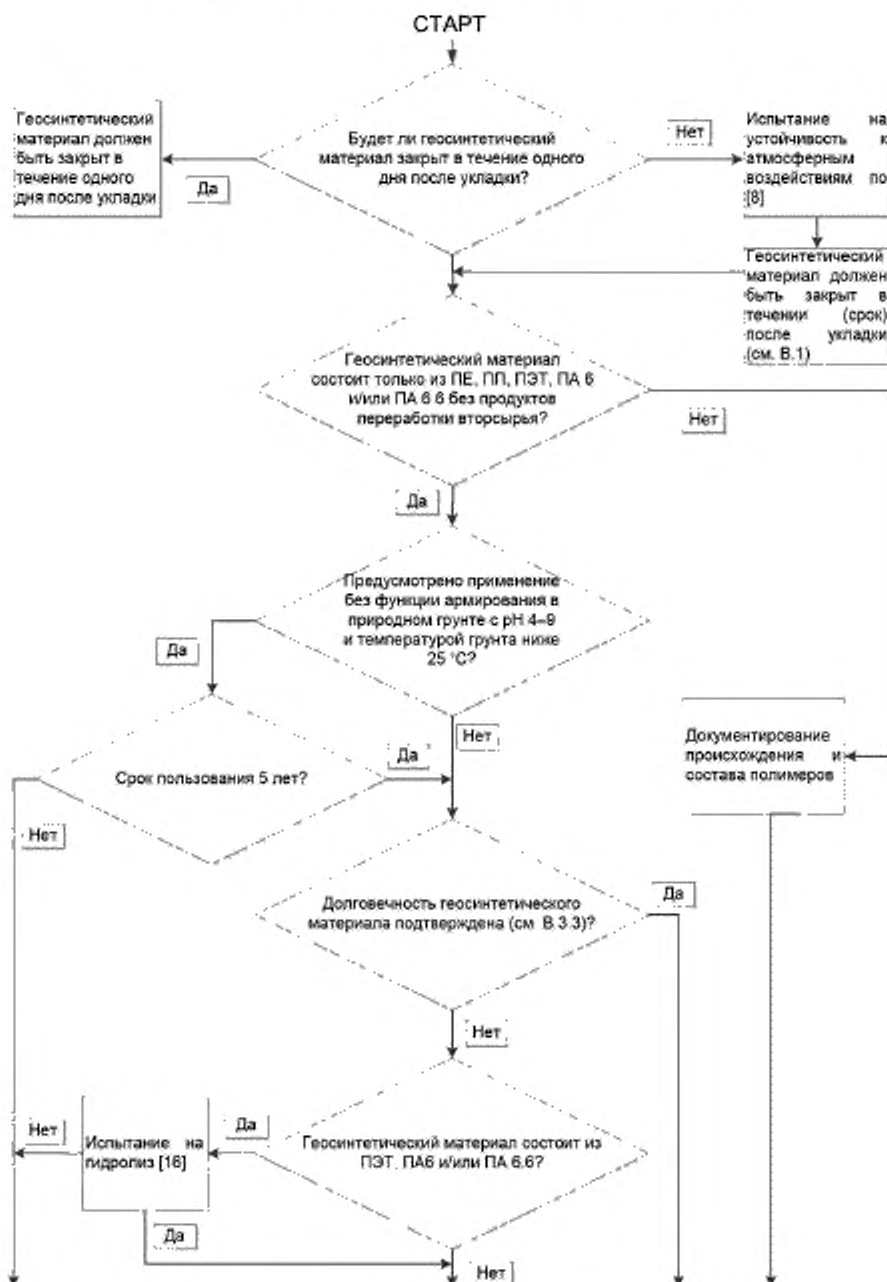 СТАРТ
Геосинтетический
материал должен
быть закрыт в
течение одного
дня после укладки
Да
Будет ли геосинтетический
материал закрыт в течение одного
дня после укладки?
Нет
Испытание на
устойчивость к
атмосферным
воздействиям по
[8]
Геосинтетический
материал должен
быть закрыт в
течении (срок)
после укладки
(см. В.1)
Геосинтетический материал
состоит только из ПЕ, ПП, ПЭТ, ПА 6
и/или ПА 6.6 без продуктов
переработки вторсырья?
Нет
Да
Предусмотрено применение
без функции армирования в
природном грунте с pH 4–9
и температурой грунта ниже
25 °С?
Да
Нет
Срок пользования 5 лет?
Да
Нет
Документирование
происхождения и
состава полимеров
Долговечность геосинтетического
материала подтверждена (см В.3.3)?
Да
Нет
Геосинтетический материал состоит из
ПЭТ, ПА6 и/или ПА 6.6?
Да
Испытание на
гидролиз [16]
Нет
Да
Нет